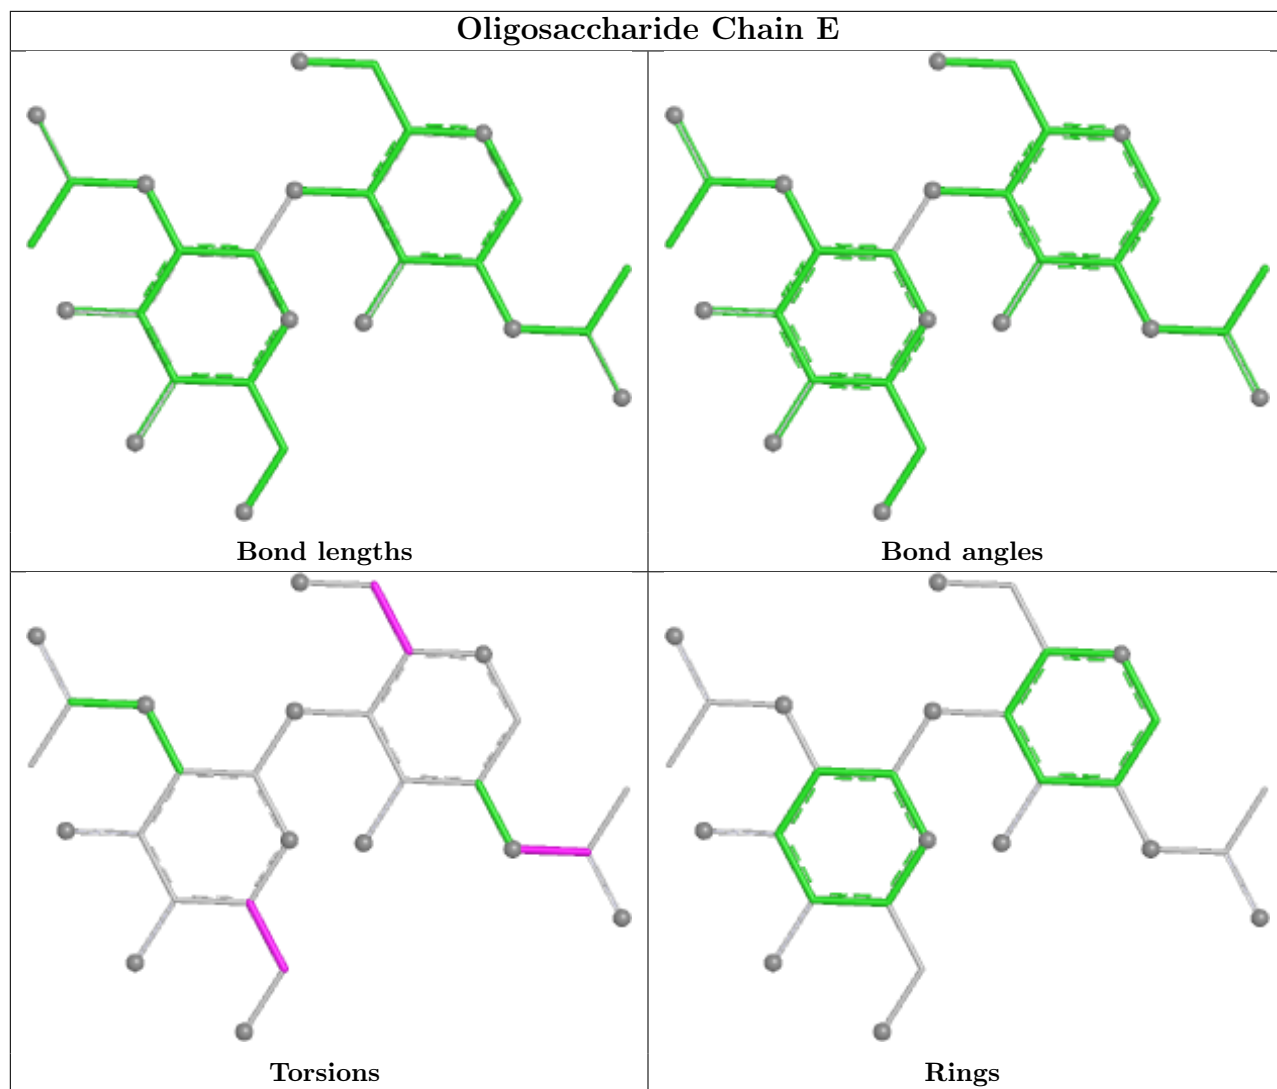 Oligosaccharide Chain E
Bond lengths
Bond angles
Torsions
Rings